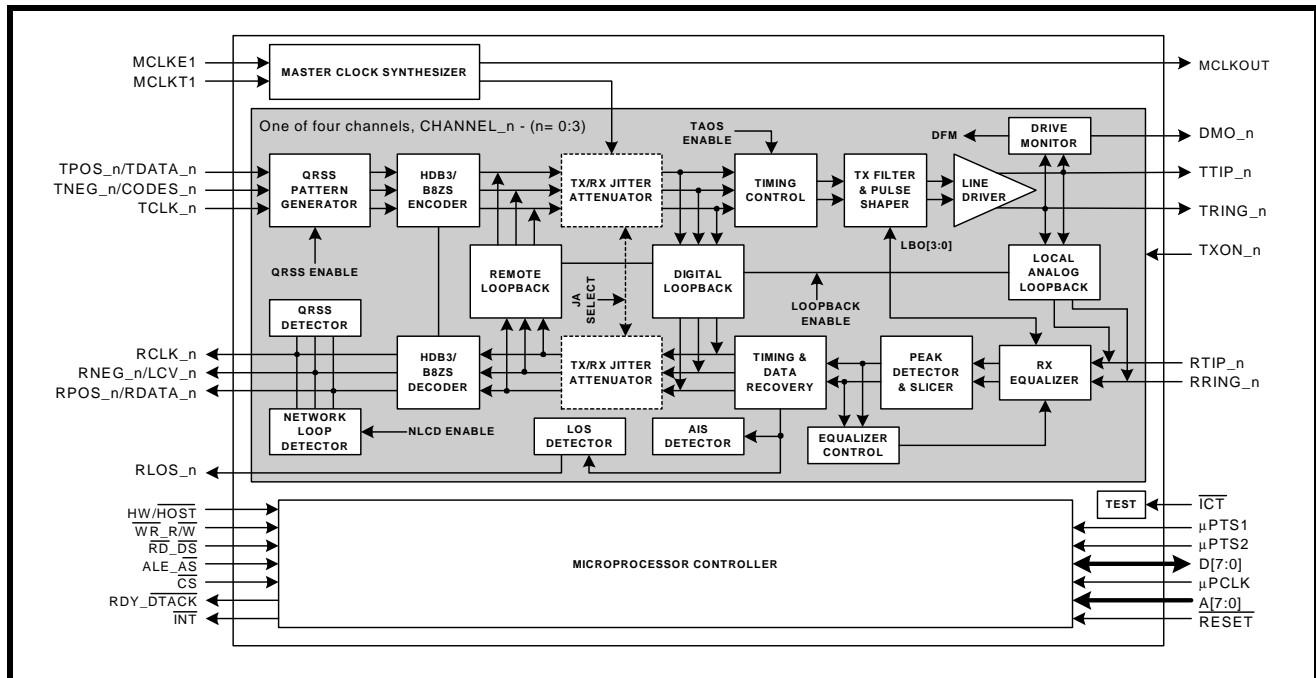 MCLKE1
MCLKT1
MASTER CLOCK SYNTHESIZER
MCLKOUT
One of four channels, CHANNEL_n - (n= 0:3)
TAOS
ENABLE
DFM
DRIVE
MONITOR
DMO_n
TPOS_n/TDATA_n
TNEG_n/CODES_n
TCLK_n
QRSS
PATTERN
GENERATOR
HDB3/
B8ZS
ENCODER
TX/RX JITTER
ATTENUATOR
TIMING
CONTROL
TX FILTER
& PULSE
SHAPER
LINE
DRIVER
TTIP_n
TRING_n
TXON_n
LBO[3:0]
QRSS ENABLE
REMOTE
LOOPBACK
JA
SELECT
DIGITAL
LOOPBACK
LOOPBACK
ENABLE
LOCAL
ANALOG
LOOPBACK
QRSS
DETECTOR
RCLK_n
RNEG_n/LCV_n
RPOS_n/RDATA_n
HDB3/
B8ZS
DECODER
TX/RX JITTER
ATTENUATOR
TIMING &
DATA
RECOVERY
PEAK
DETECTOR
& SLICER
RX
EQUALIZER
RTIP_n
RRING_n
NETWORK
LOOP
DETECTOR
NLCD ENABLE
LOS
DETECTOR
AIS
DETECTOR
EQUALIZER
CONTROL
RLOS_n
TEST
ICT
HW/HOST
WR_R/W
RD_DS
ALE_AS
CS
RDY_DTACK
INT
MICROPROCESSOR CONTROLLER
µPTS1
µPTS2
D[7:0]
µPCLK
A[7:0]
RESET